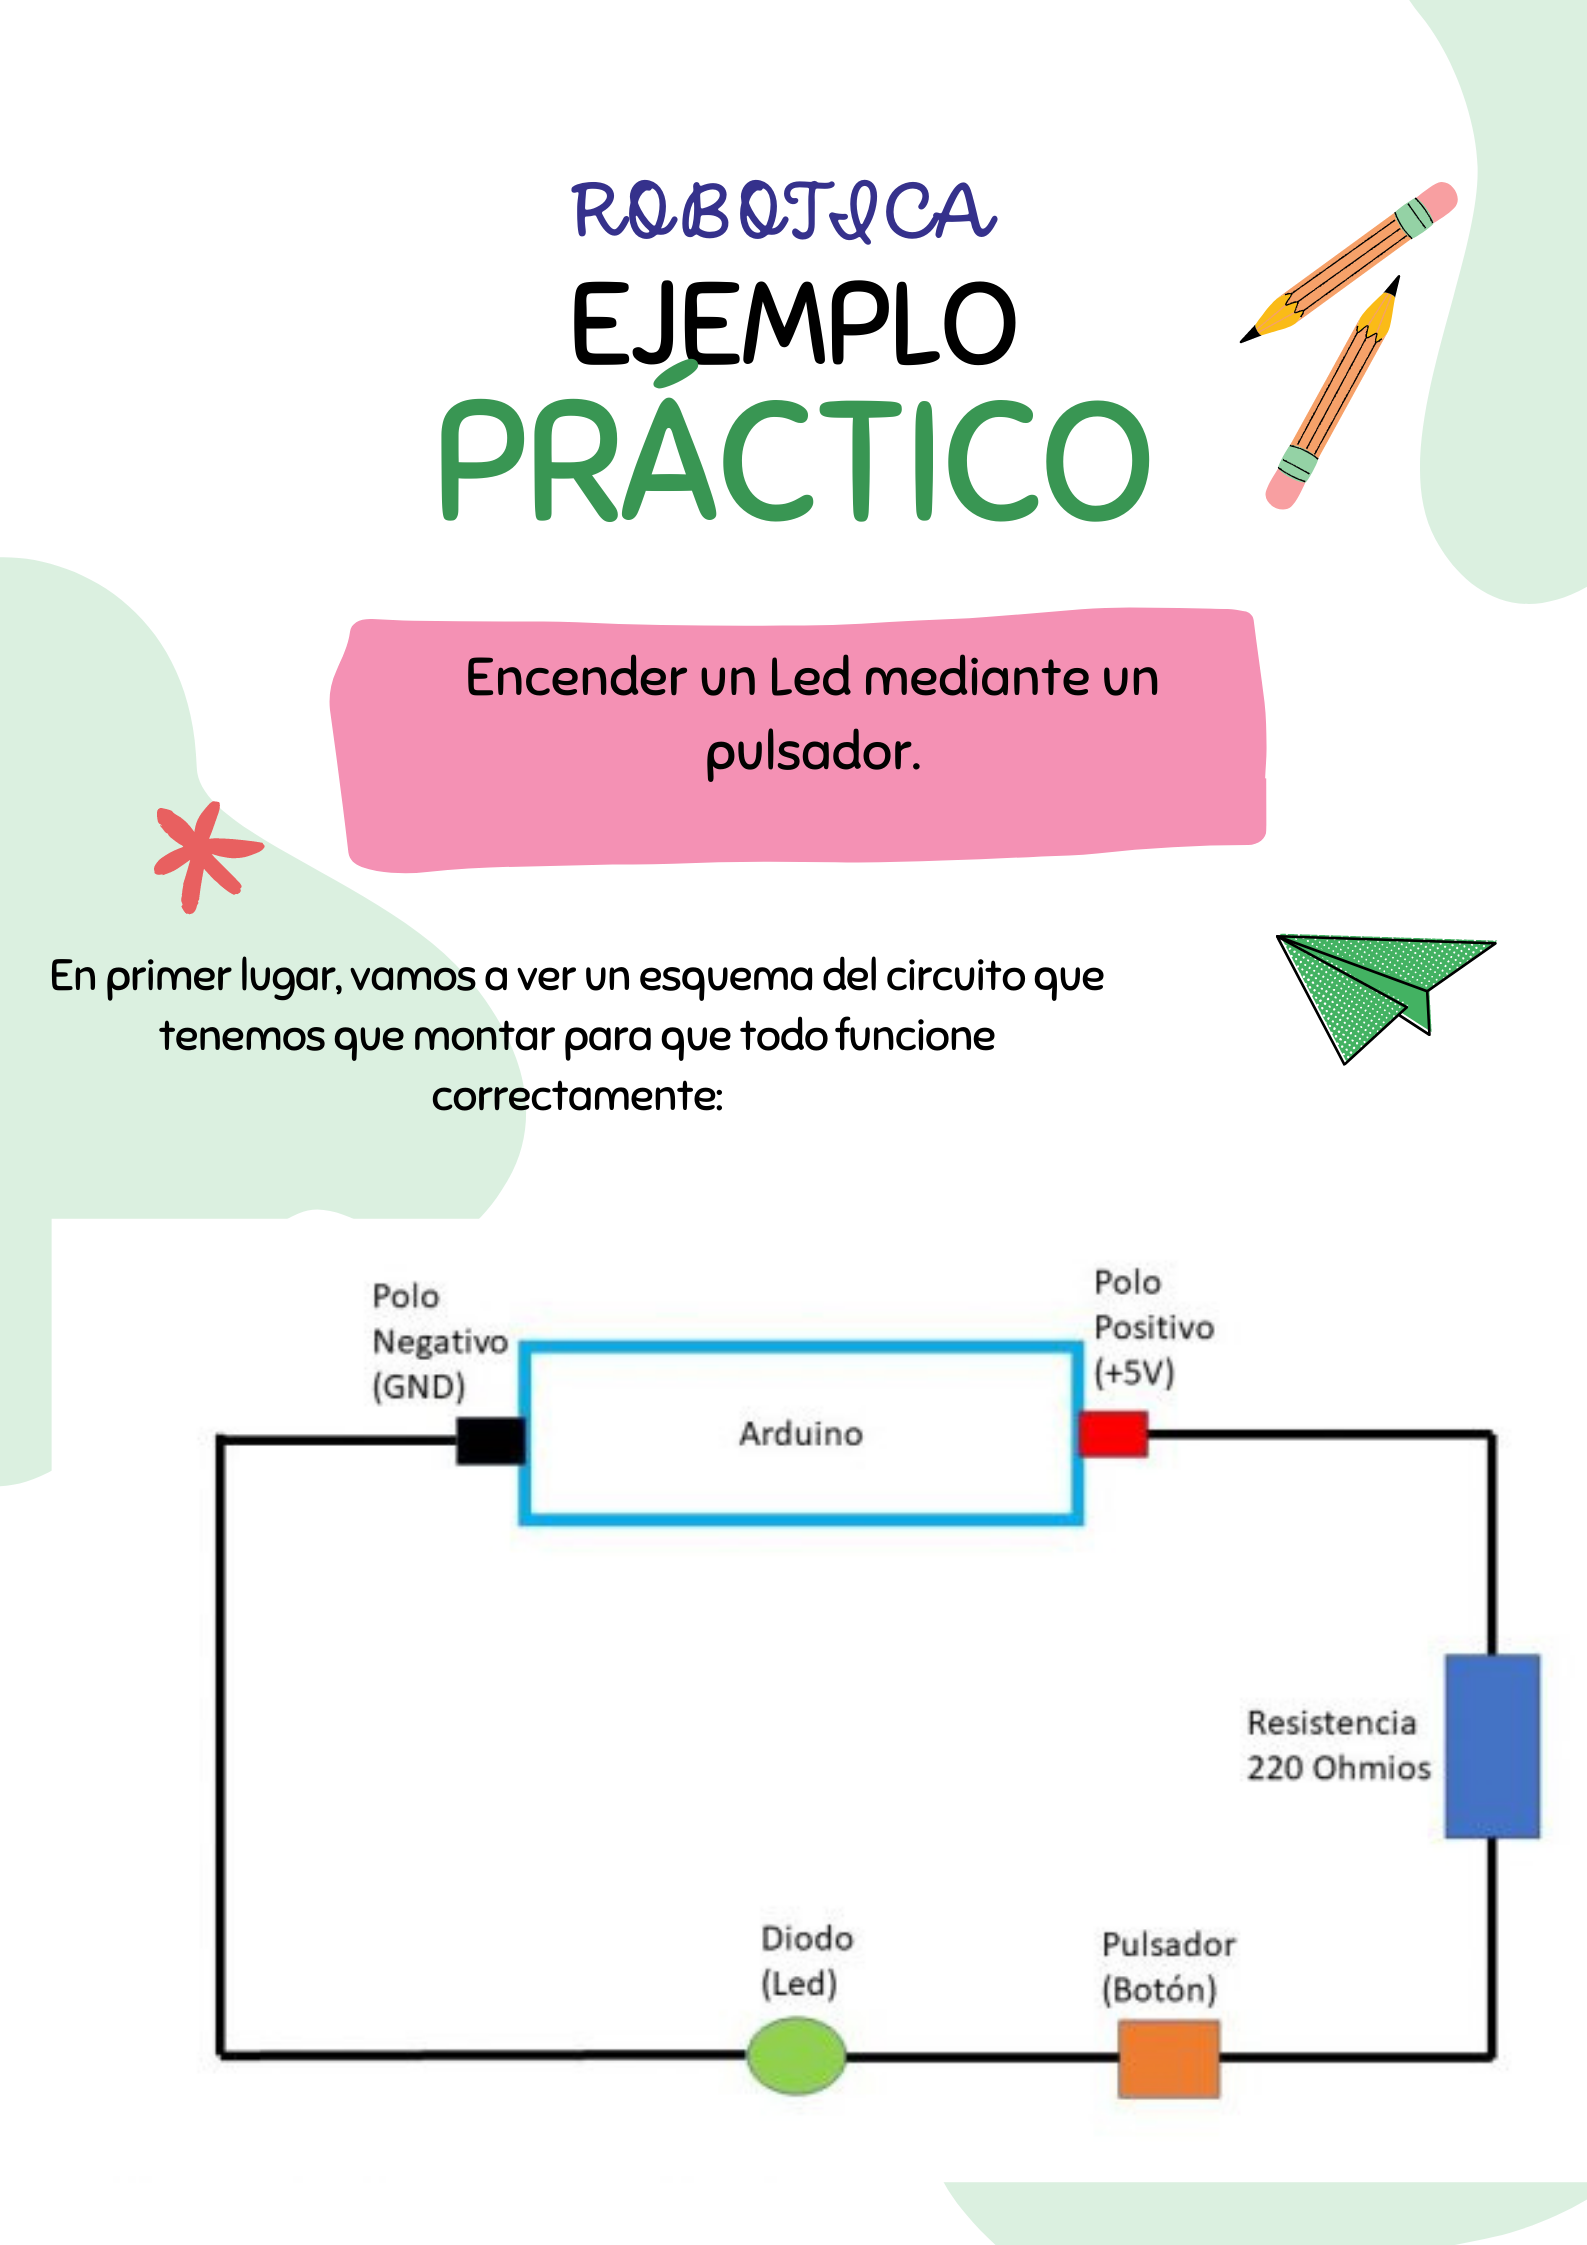 ROBOTICA
EJEMPLO
PRÁCTICO
Encender un Led mediante un
pulsador.
En primer lugar, vamos a ver un esquema del circuito que
tenemos que montar para que todo funcione
correctamente:
Polo
Negativo
(GND)
Arduino
Polo
Positivo
(+5V)
Resistencia
220 Ohmios
Diodo
(Led)
Pulsador
(Botón)